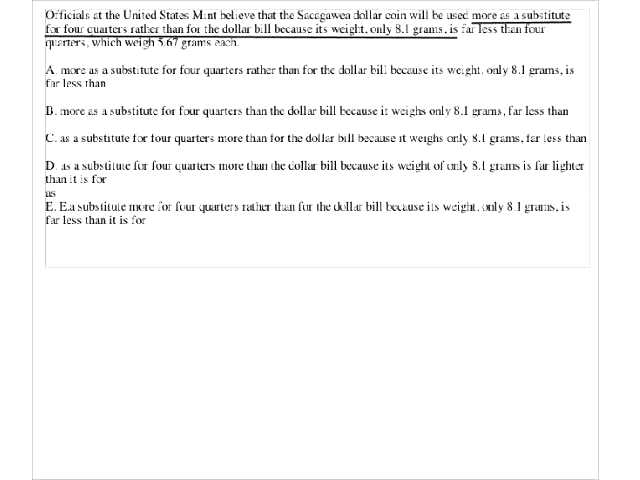 Officials at the United States Mint believe that the Sacagawea dollar coin will be used more as a substitute
for four quarters rather than for the dollar bill because its weight, only 8.1 grams, is far less than four
quarters, which weigh 5.67 grams each.
A. more as a substitute for four quarters rather than for the dollar bill because its weight, only 8.1 grams, is
far less than
B. more as a substitute for four quarters than the dollar bill because it weighs only 8.1 grams, far less than
C. as a substitute for four quarters more than for the dollar bill because it weighs only 8.1 grams, far less than
D. as a substitute for four quarters more than the dollar bill because its weight of only 8.1 grams is far lighter
than it is for
as
E. E.a substitute more for four quarters rather than for the dollar bill because its weight, only 8.1 grams, is
far less than it is for